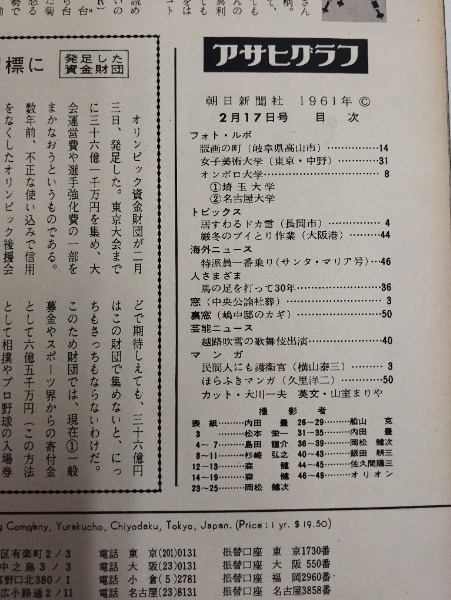 アサヒグラフ
朝日新聞社 1961年 ©
2月17日号 目次
フォト・ルポ
版画の町(岐阜県高山市)……14
女子美術大学(東京・中野)……31
オンボロ大学……8
①埼玉大学
②名古屋大学
トピックス
居すわるドカ雪(長岡市)……4
厳冬のブイとり作業(大阪港)……44
海外ニュース
特派員一番乗り(サンタ・マリア号)…46
人さまざま
馬の足を打って30年……36
窓(中央公論社葬)……3
裏窓(嶋中邸のカギ)……50
芸能ニュース
越路吹雪の歌舞伎出演……40
マンガ
民間人にも護衛官(横山泰三)……3
ほらふきマンガ(久里洋二)……50
カット・大川一夫 英文・山室まりや
撮影者
表紙……内田豊
3……松本栄一
4~7……島田謹介
8~11……杉崎弘之
12~13……森健
14~19……森健
23~25……岡松健次
26~29……船山克
31~35……内田豊
36~39……岡松健次
40~43……飯田耕三
44~45……佐久間陽三
46~49……オリオン
標に
発足した
資金財団
オリンピック資金財団が二月
三日、発足した。東京大会まで
に三十六億一千万円を集め、大
会運営費や選手強化費の一部を
まかなおうというものである。
数年前、不正な使い込みで信用
をなくしたオリンピック後援会
どで期待しえても、三十六億円
はこの財団で集めないと、にっ
ちもさっちもならないわけだ。
このため財団では、現在①一般
募金やスポーツ界からの寄付金
として六億五千万円(この方法
として相撲やプロ野球の入場券
ng Company, Yurakucho, Chiyodaku, Tokyo, Japan. (Price: 1 yr. $19.50)
区有楽町2ノ3 電話 東京(201)0131 振替口座 東京1730番
中之島3ノ3 電話 大阪(23)0131 振替口座 大阪550番
富野口北380ノ1 電話 小倉(5)2781 振替口座 福岡2960番
広小路通2ノ11 電話 名古屋(23)8131 振替口座 名古屋3858番